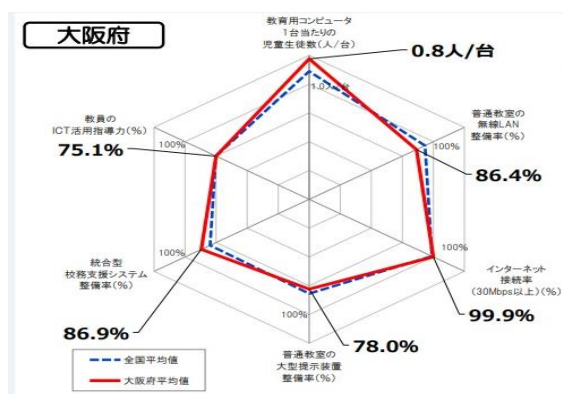 大阪府
教育用コンピュータ
1台当たりの
児童生徒数(人/台)
0.8人/台
普通教室の
無線LAN
整備率(%)
100%
86.4%
100%
インターネット
接続率
(30Mbps以上)(%)
99.9%
100%
普通教室の
大型提示装置
整備率(%)
78.0%
100%
統合型
校務支援システム
整備率(%)
86.9%
教員の
ICT活用指導力(%)
100%
75.1%
全国平均値
大阪府平均値